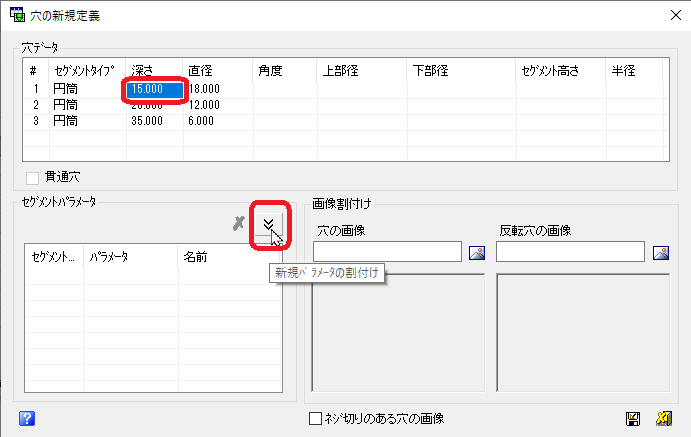 穴の新規定義
穴データ
# セグメントタイプ 深さ 直径 角度 上部径 下部径 セグメント高さ 半径
1 円筒 15.000 18.000
2 円筒 20.000 12.000
3 円筒 35.000 6.000
貫通穴
セグメントパラメータ
セグメント... パラメータ 名前
新規パラメータの割付け
画像割付け
穴の画像 反転穴の画像
ネジ切りのある穴の画像